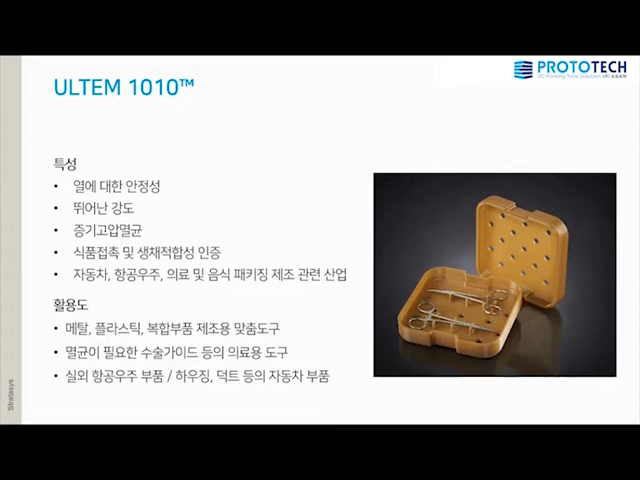 PROTOTECH
3D Printing Total Solution (주)프로토텍
ULTEM 1010™
특성
• 열에 대한 안정성
• 뛰어난 강도
• 증기고압멸균
• 식품접촉 및 생채적합성 인증
• 자동차, 항공우주, 의료 및 음식 패키징 제조 관련 산업
활용도
• 메탈, 플라스틱, 복합부품 제조용 맞춤도구
• 멸균이 필요한 수술가이드 등의 의료용 도구
• 실외 항공우주 부품 / 하우징, 덕트 등의 자동차 부품
Stratasys